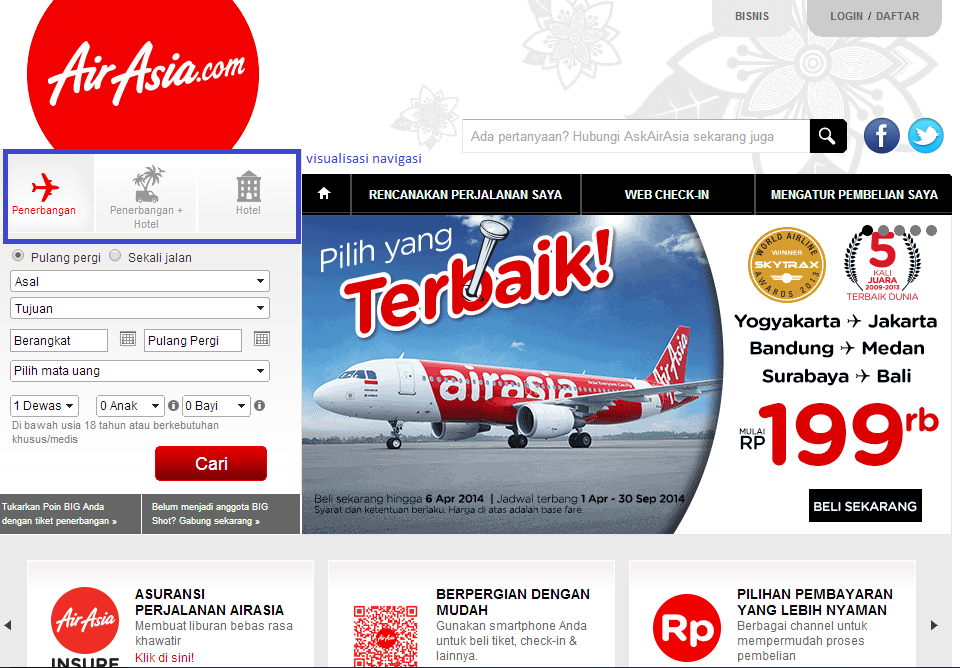 BISNIS
LOGIN / DAFTAR
AirAsia.com
Ada pertanyaan? Hubungi AskAirAsia sekarang juga
visualisasi navigasi
Penerbangan
Penerbangan +
Hotel
Hotel
RENCANAKAN PERJALANAN SAYA
WEB CHECK-IN
MENGATUR PEMBELIAN SAYA
Pulang pergi
Sekali jalan
Asal
Tujuan
Berangkat
Pulang Pergi
Pilih mata uang
1 Dewas
0 Anak
0 Bayi
Di bawah usia 18 tahun atau berkebutuhan
khusus/medis
Cari
Tukarkan Poin BIG Anda
dengan tiket penerbangan »
Belum menjadi anggota BIG
Shot? Gabung sekarang »
Pilih yang
Terbaik!
airasia
AirAsia
WORLD AIRLINE
WINNER
SKYTRAX
AWARDS 2013
5
KALI
JUARA
2009-2013
TERBAIK DUNIA
Yogyakarta ✈ Jakarta
Bandung ✈ Medan
Surabaya ✈ Bali
MULAI
RP
199rb
BELI SEKARANG
Beli sekarang hingga 6 Apr 2014 | Jadwal terbang 1 Apr - 30 Sep 2014
Syarat dan ketentuan berlaku. Harga di atas adalah base fare.
AirAsia
INSURE
ASURANSI
PERJALANAN AIRASIA
Membuat liburan bebas rasa
khawatir
Klik di sini!
AirAsia
BERPERGIAN DENGAN
MUDAH
Gunakan smartphone Anda
untuk beli tiket, check-in &
lainnya.
Rp
PILIHAN PEMBAYARAN
YANG LEBIH NYAMAN
Berbagai channel untuk
mempermudah proses
pembelian